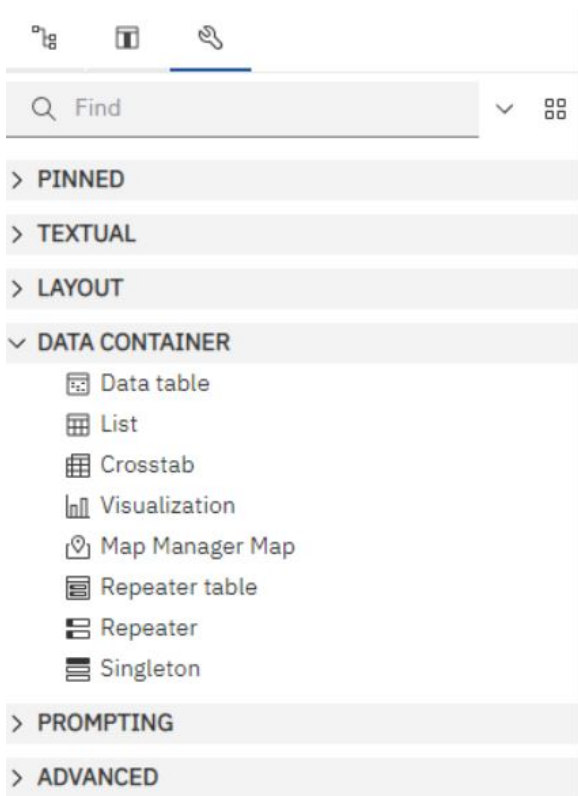 Find
PINNED
TEXTUAL
LAYOUT
DATA CONTAINER
Data table
List
Crosstab
Visualization
Map Manager Map
Repeater table
Repeater
Singleton
PROMPTING
ADVANCED